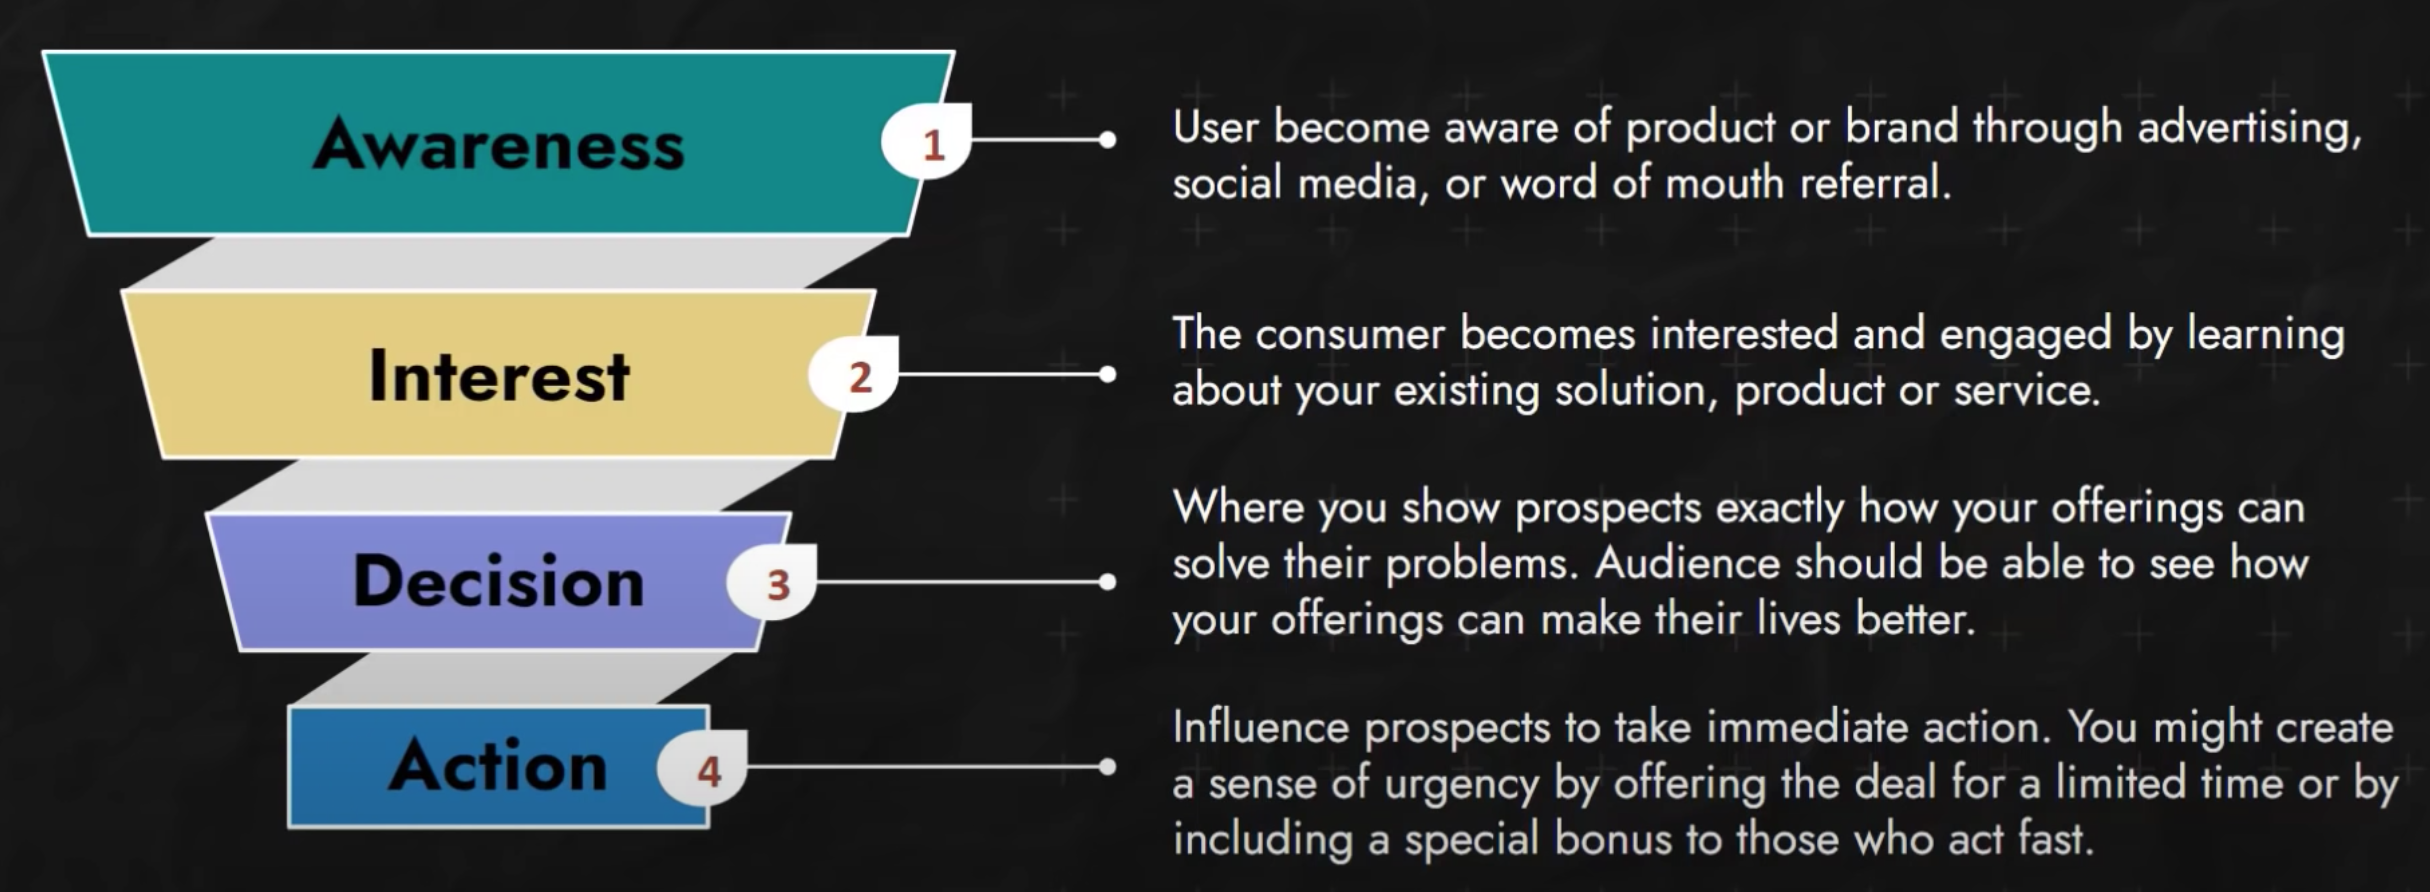 Awareness
1
User become aware of product or brand through advertising,
social media, or word of mouth referral.
Interest
2
The consumer becomes interested and engaged by learning
about your existing solution, product or service.
Decision
3
Where you show prospects exactly how your offerings can
solve their problems. Audience should be able to see how
your offerings can make their lives better.
Action
4
Influence prospects to take immediate action. You might create
a sense of urgency by offering the deal for a limited time or by
including a special bonus to those who act fast.